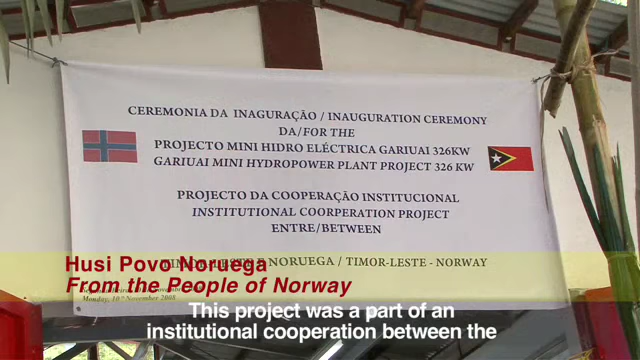 CEREMONIA DA INAGURAÇÃO / INAUGURATION CEREMONY
DA/FOR THE
PROJECTO MINI HIDRO ELÉCTRICA GARIUAI 326KW
GARIUAI MINI HYDROPOWER PLANT PROJECT 326 KW
PROJECTO DA COOPERAÇÃO INSTITUCIONAL
INSTITUTIONAL COORPERATION PROJECT
ENTRE/BETWEEN
TIMOR-LESTE E NORUEGA / TIMOR-LESTE - NORWAY
Monday, 10th November 2008
Husi Povo Noruega
From the People of Norway
This project was a part of an
institutional cooperation between the